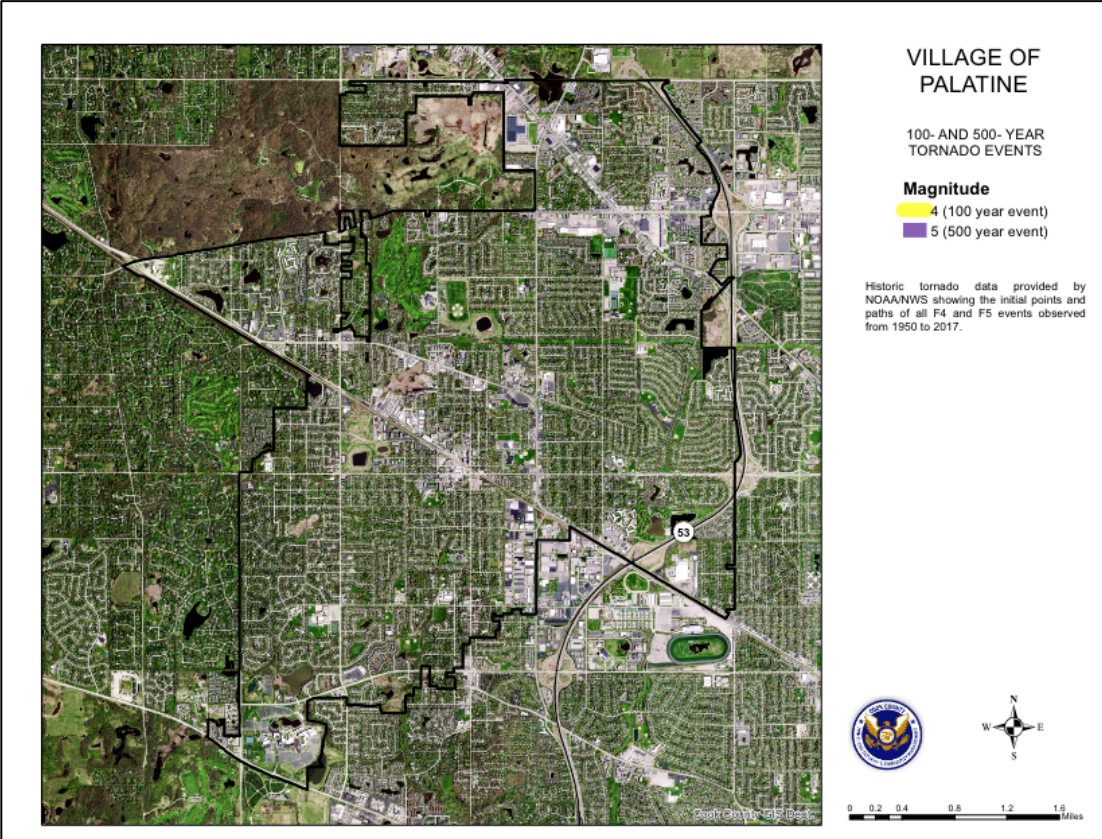 VILLAGE OF
PALATINE
100- AND 500- YEAR
TORNADO EVENTS
Magnitude
4 (100 year event)
5 (500 year event)
Historic tornado data provided by
NOAA/NWS showing the initial points and
paths of all F4 and F5 events observed
from 1950 to 2017.
53
COOK COUNTY
N
W E
S
0 0.2 0.4 0.8 1.2 1.6
Miles
Cook County GIS Dept.